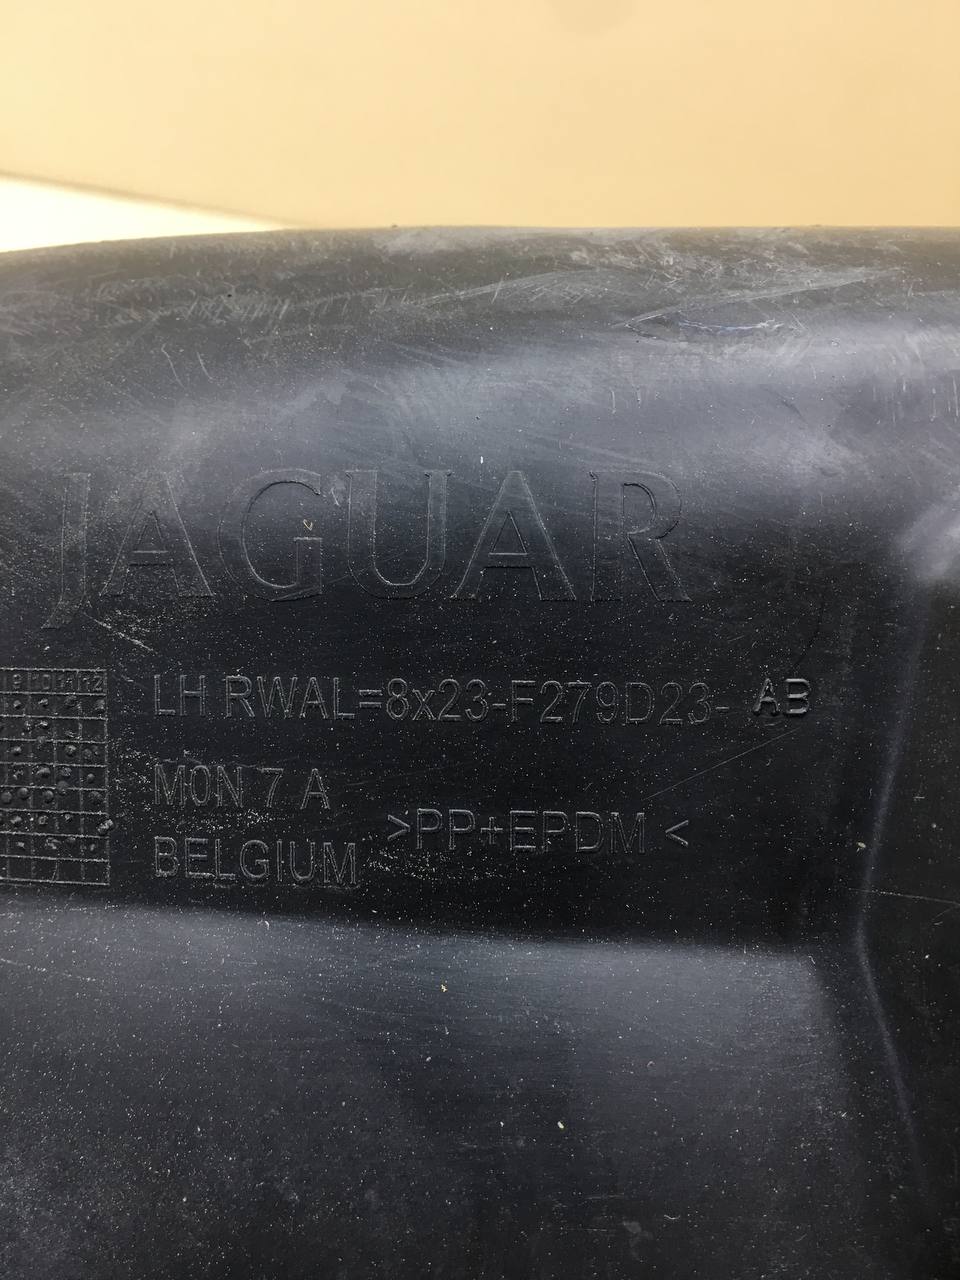 JAGUAR
LH RWAL=8x23-F279D23- AB
M0N 7 A
>PP+EPDM <
BELGIUM